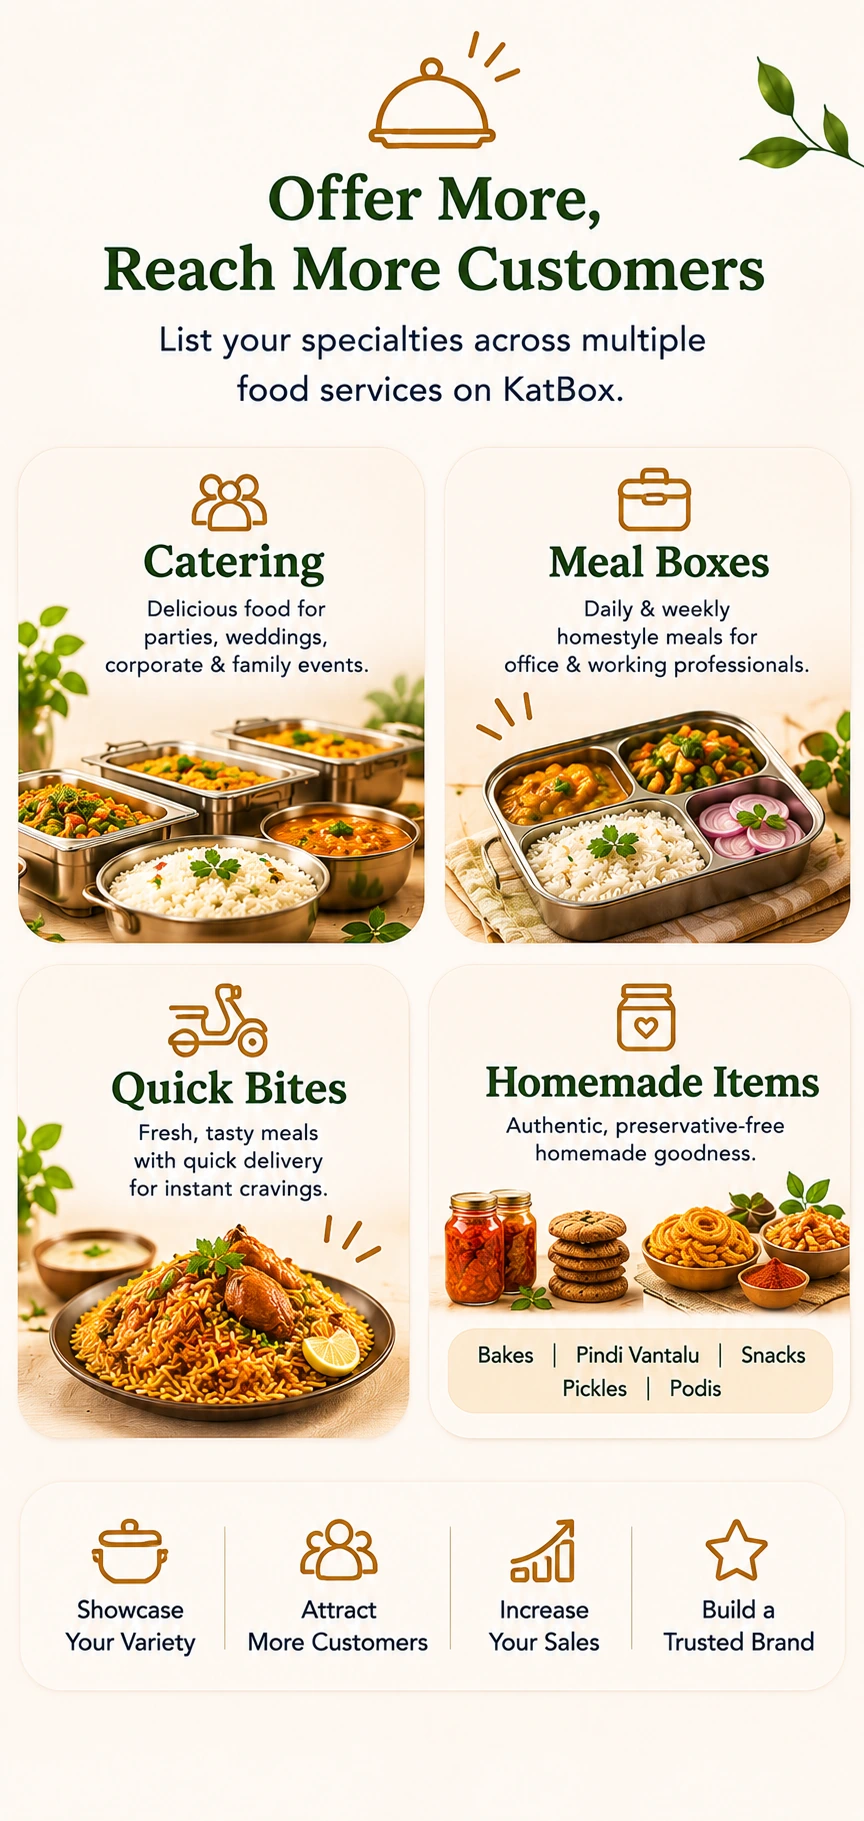 Offer More,
Reach More Customers
List your specialties across multiple
food services on KatBox.
Catering
Delicious food for
parties, weddings,
corporate & family events.
Meal Boxes
Daily & weekly
homestyle meals for
office & working professionals.
Quick Bites
Fresh, tasty meals
with quick delivery
for instant cravings.
Homemade Items
Authentic, preservative-free
homemade goodness.
Bakes | Pindi Vantalu | Snacks
Pickles | Podis
Showcase
Your Variety
Attract
More Customers
Increase
Your Sales
Build a
Trusted Brand